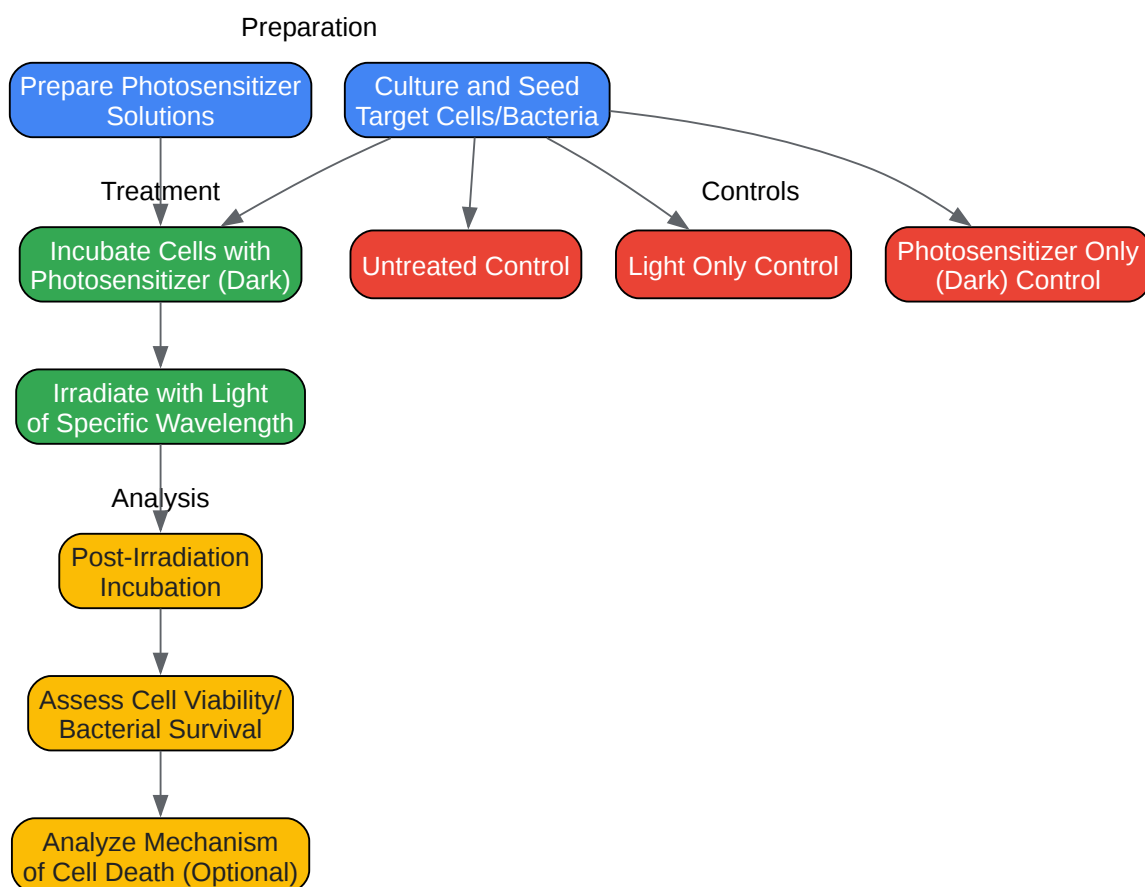 Preparation
Prepare Photosensitizer
Solutions
Culture and Seed
Target Cells/Bacteria
Treatment
Controls
Incubate Cells with
Photosensitizer (Dark)
Untreated Control
Light Only Control
Photosensitizer Only
(Dark) Control
Irradiate with Light
of Specific Wavelength
Analysis
Post-Irradiation
Incubation
Assess Cell Viability/
Bacterial Survival
Analyze Mechanism
of Cell Death (Optional)